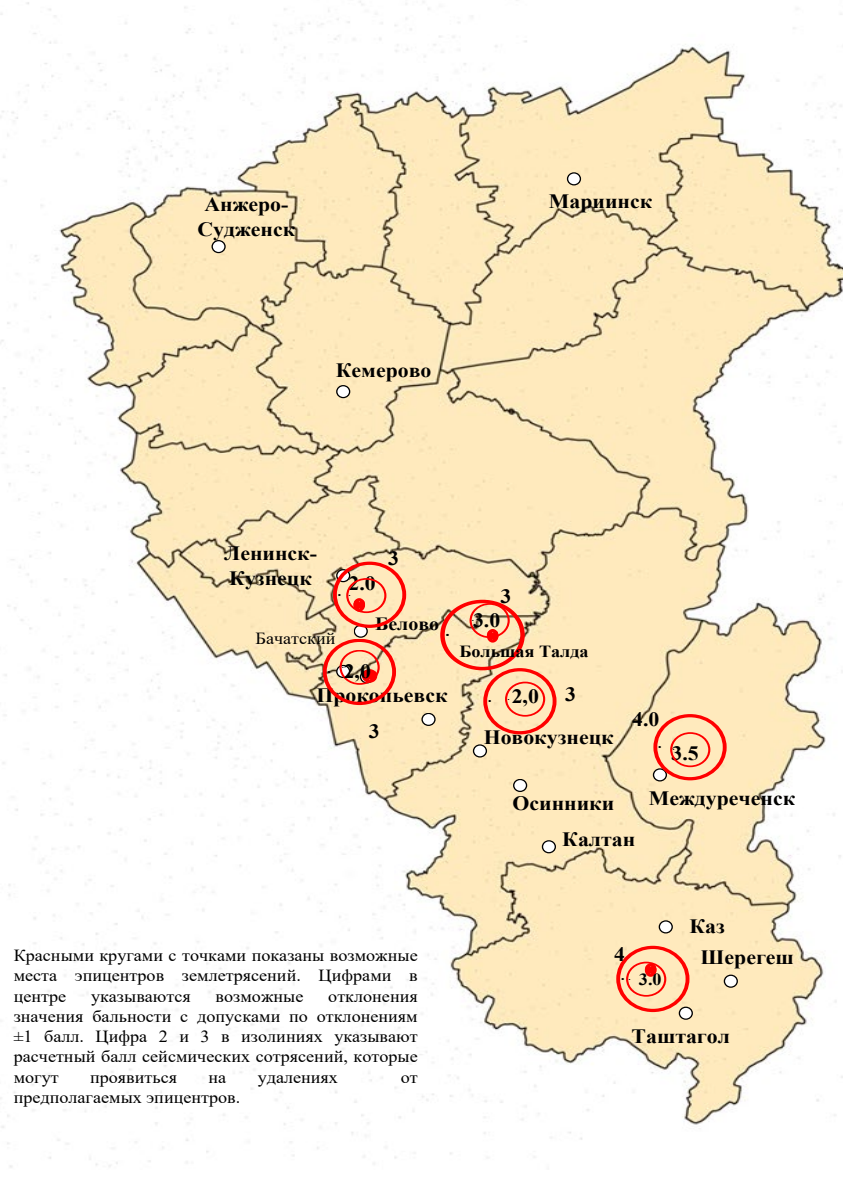 Мариинск
Анжеро-
Судженск
Кемерово
3
Ленинск-
Кузнецк
2.0
3
Белово
3.0
Бачатский
Большая Талда
2,0
Прокопьевск
2,0
3
3
4.0
Новокузнецк
3.5
Осинники
Междуреченск
Калтан
Каз
4
Шерегеш
3.0
Таштагол
Красными кругами с точками показаны возможные
места эпицентров землетрясений. Цифрами в
центре указываются возможные отклонения
значения бальности с допусками по отклонениям
±1 балл. Цифра 2 и 3 в изолиниях указывают
расчетный балл сейсмических сотрясений, которые
могут проявиться на удалениях от
предполагаемых эпицентров.